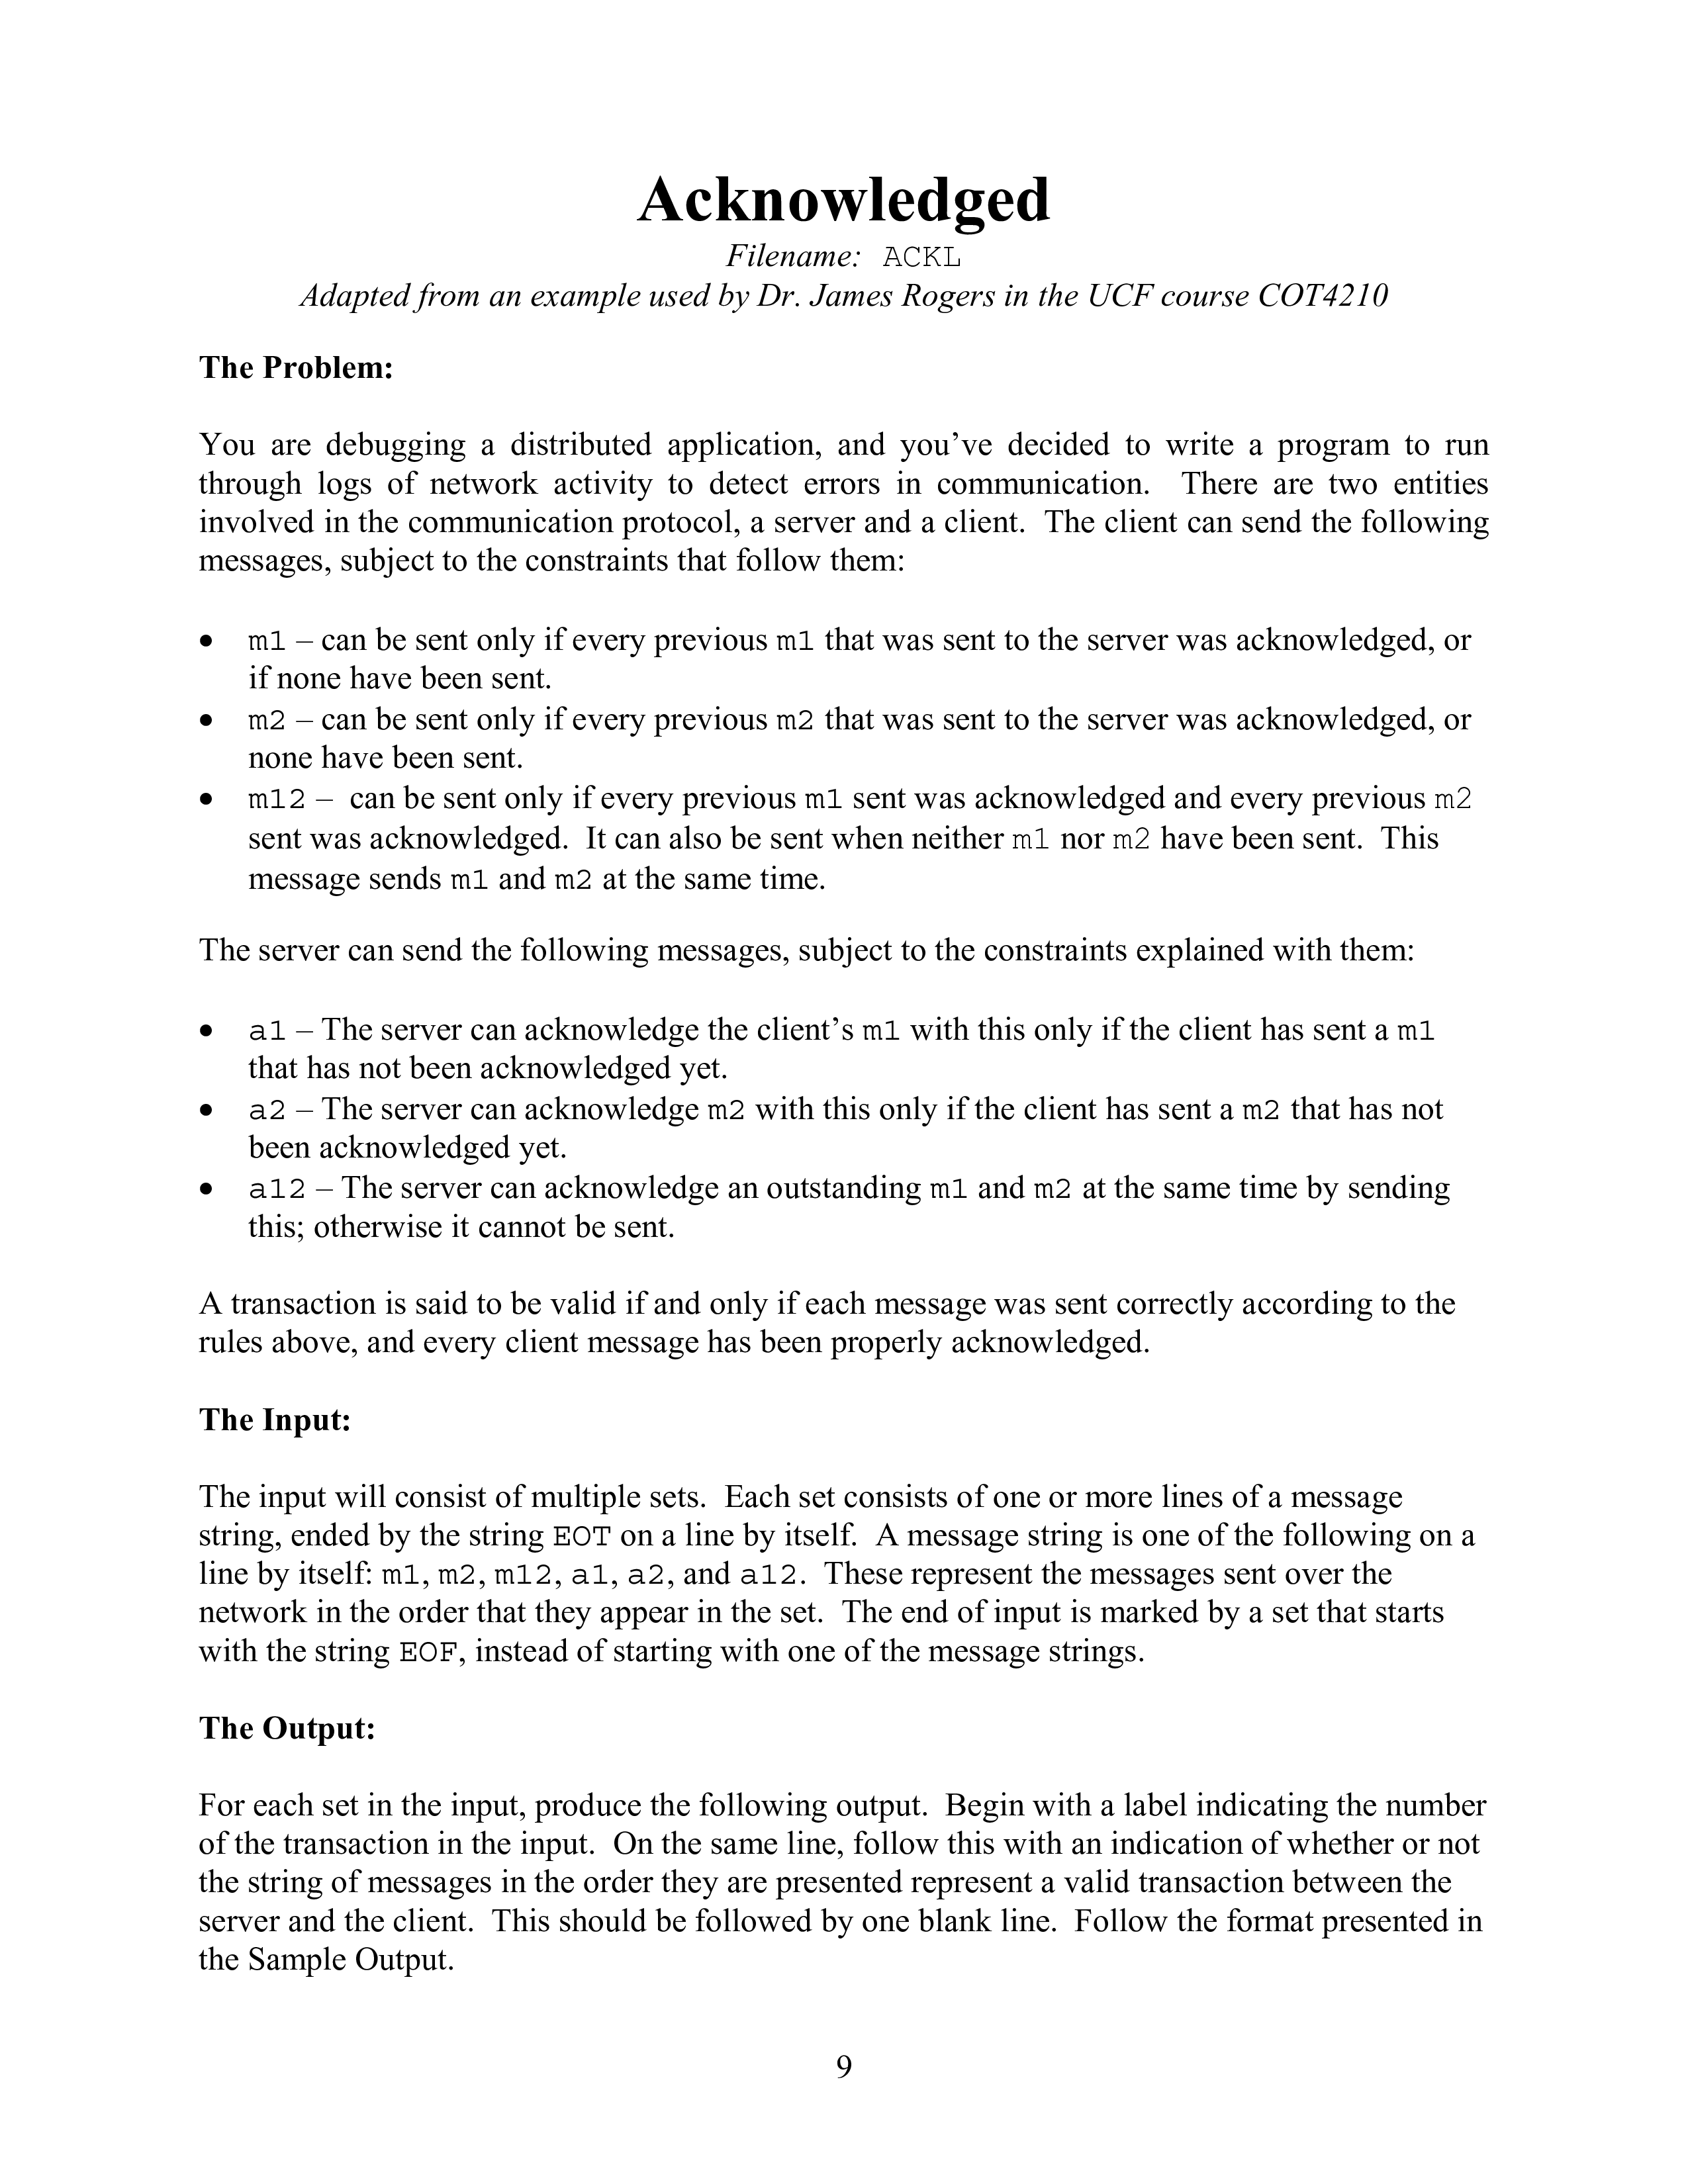 Acknowledged
Filename: ACKL
Adapted from an example used by Dr. James Rogers in the UCF course COT4210
The Problem:
You are debugging a distributed application, and you’ve decided to write a program to run
through logs of network activity to detect errors in communication. There are two entities
involved in the communication protocol, a server and a client. The client can send the following
messages, subject to the constraints that follow them:
• m1 – can be sent only if every previous m1 that was sent to the server was acknowledged, or
if none have been sent.
• m2 – can be sent only if every previous m2 that was sent to the server was acknowledged, or
none have been sent.
• m12 – can be sent only if every previous m1 sent was acknowledged and every previous m2
sent was acknowledged. It can also be sent when neither m1 nor m2 have been sent. This
message sends m1 and m2 at the same time.
The server can send the following messages, subject to the constraints explained with them:
• a1 – The server can acknowledge the client’s m1 with this only if the client has sent a m1
that has not been acknowledged yet.
• a2 – The server can acknowledge m2 with this only if the client has sent a m2 that has not
been acknowledged yet.
• a12 – The server can acknowledge an outstanding m1 and m2 at the same time by sending
this; otherwise it cannot be sent.
A transaction is said to be valid if and only if each message was sent correctly according to the
rules above, and every client message has been properly acknowledged.
The Input:
The input will consist of multiple sets. Each set consists of one or more lines of a message
string, ended by the string EOT on a line by itself. A message string is one of the following on a
line by itself: m1, m2, m12, a1, a2, and a12. These represent the messages sent over the
network in the order that they appear in the set. The end of input is marked by a set that starts
with the string EOF, instead of starting with one of the message strings.
The Output:
For each set in the input, produce the following output. Begin with a label indicating the number
of the transaction in the input. On the same line, follow this with an indication of whether or not
the string of messages in the order they are presented represent a valid transaction between the
server and the client. This should be followed by one blank line. Follow the format presented in
the Sample Output.
9